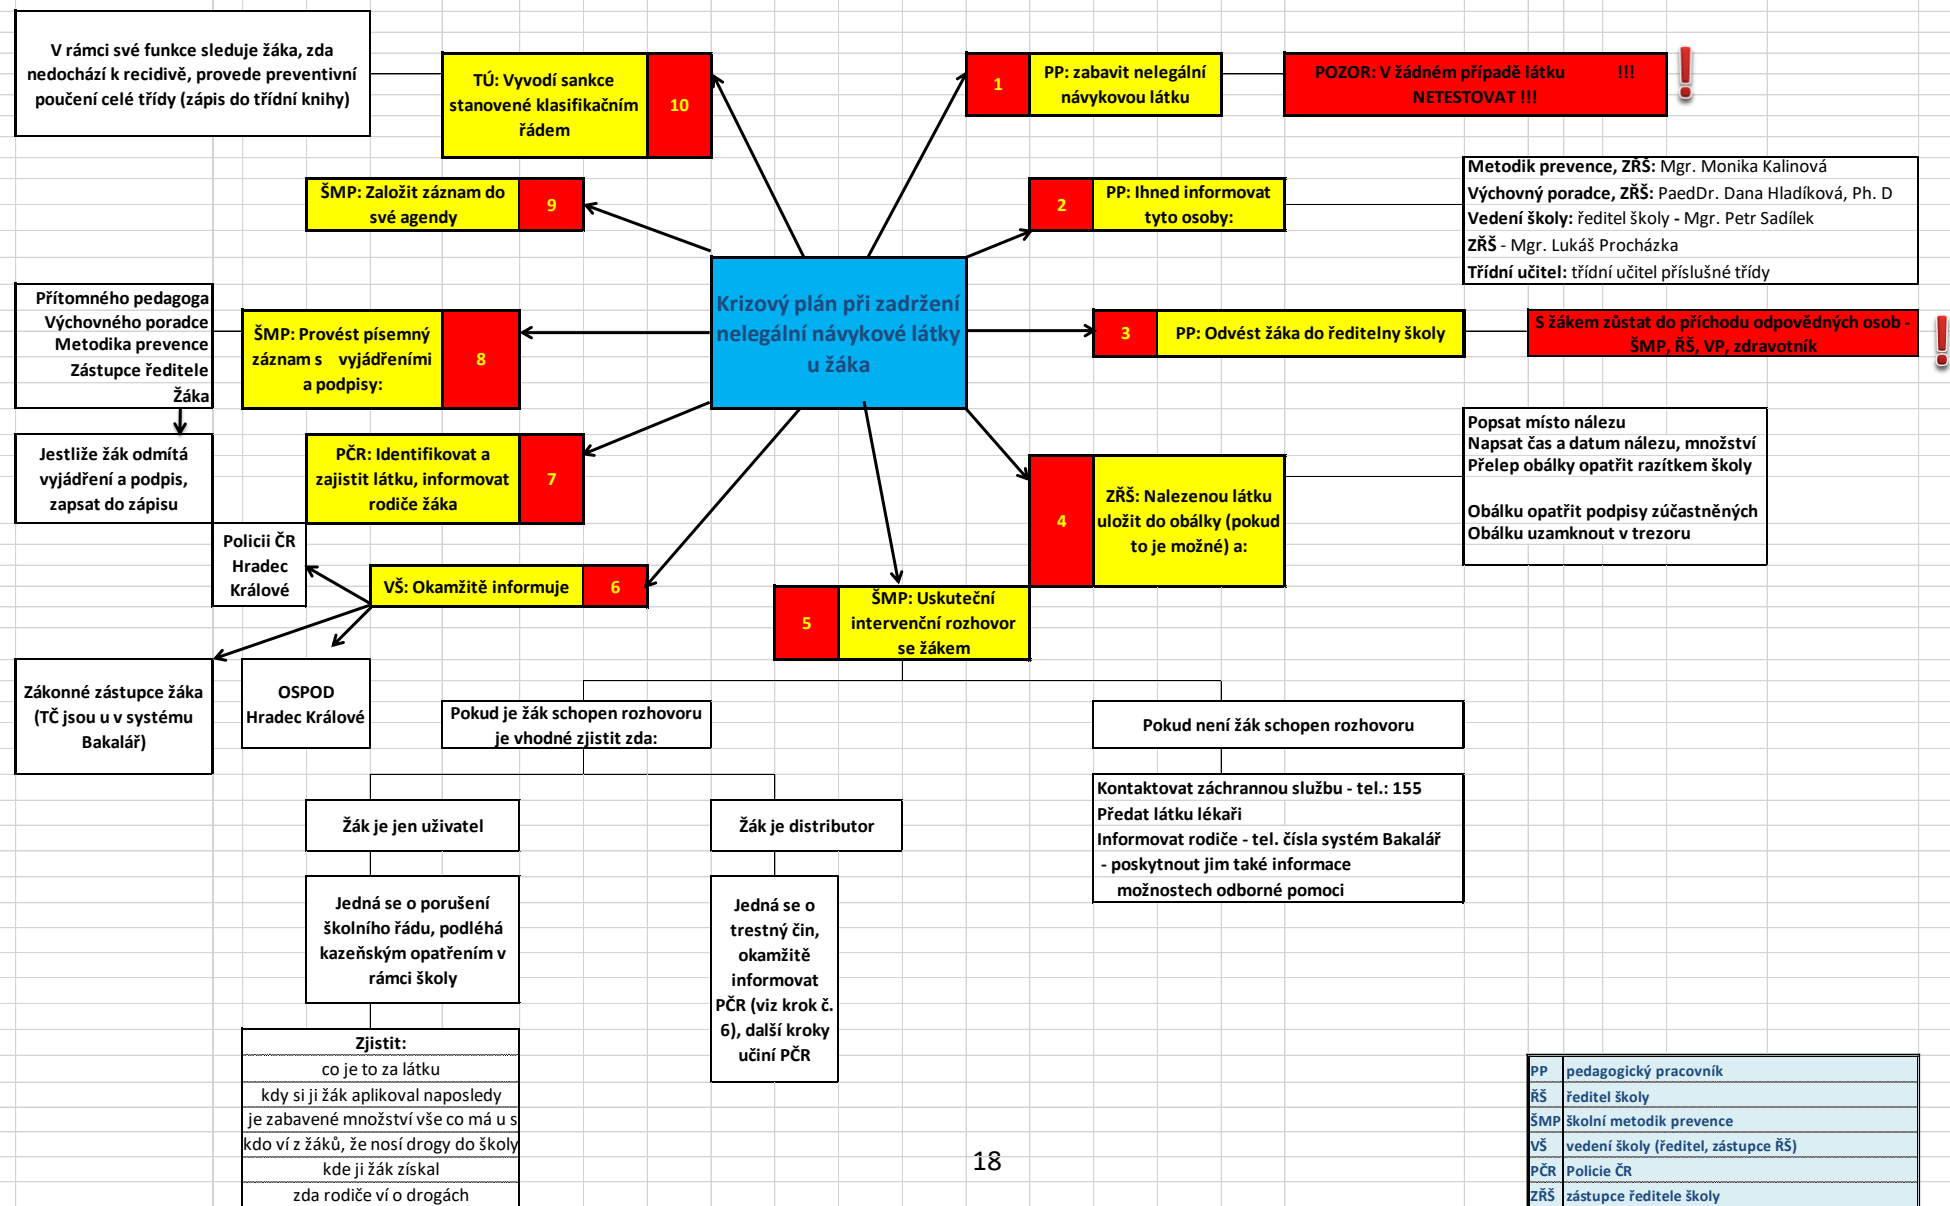 V rámci své funkce sleduje žáka, zda
nedochází k recidivě, provede preventivní
poučení celé třídy (zápis do třídní knihy)
TÚ: Vyvodí sankce
stanovené klasifikačním
řádem
10
1
PP: zabavit nelegální
návykovou látku
POZOR: V žádném případě látku !!!
NETESTOVAT !!!
ŠMP: Založit záznam do
své agendy
9
2
PP: Ihned informovat
tyto osoby:
Metodik prevence, ZŘŠ: Mgr. Monika Kalinová
Výchovný poradce, ZŘŠ: PaedDr. Dana Hladíková, Ph. D
Vedení školy: ředitel školy - Mgr. Petr Sadílek
ZŘŠ - Mgr. Lukáš Procházka
Třídní učitel: třídní učitel příslušné třídy
Krizový plán při zadržení
nelegální návykové látky
u žáka
Přítomného pedagoga
Výchovného poradce
Metodika prevence
Zástupce ředitele
Žáka
ŠMP: Provést písemný
záznam s vyjádřeními
a podpisy:
8
3
PP: Odvést žáka do ředitelny školy
S žákem zůstat do příchodu odpovědných osob -
ŠMP, ŘŠ, VP, zdravotník
Jestliže žák odmítá
vyjádření a podpis,
zapsat do zápisu
PČR: Identifikovat a
zajistit látku, informovat
rodiče žáka
7
4
ZŘŠ: Nalezenou látku
uložit do obálky (pokud
to je možné) a:
Popsat místo nálezu
Napsat čas a datum nálezu, množství
Přelep obálky opatřit razítkem školy
Obálku opatřit podpisy zúčastněných
Obálku uzamknout v trezoru
Policii ČR
Hradec
Králové
VŠ: Okamžitě informuje
6
5
ŠMP: Uskuteční
intervenční rozhovor
se žákem
Zákonné zástupce žáka
(TČ jsou u v systému
Bakalář)
OSPOD
Hradec Králové
Pokud je žák schopen rozhovoru
je vhodné zjistit zda:
Pokud není žák schopen rozhovoru
Kontaktovat záchrannou službu - tel.: 155
Předat látku lékaři
Informovat rodiče - tel. čísla systém Bakalář
- poskytnout jim také informace
možnostech odborné pomoci
Žák je jen uživatel
Žák je distributor
Jedná se o porušení
školního řádu, podléhá
kazeňským opatřením v
rámci školy
Jedná se o
trestný čin,
okamžitě
informovat
PČR (viz krok č.
6), další kroky
učiní PČR
Zjistit:
co je to za látku
kdy si ji žák aplikoval naposledy
je zabavené množství vše co má u s
kdo ví z žáků, že nosí drogy do školy
kde ji žák získal
zda rodiče ví o drogách
18
PP pedagogický pracovník
ŘŠ ředitel školy
ŠMP školní metodik prevence
VŠ vedení školy (ředitel, zástupce ŘŠ)
PČR Policie ČR
ZŘŠ zástupce ředitele školy